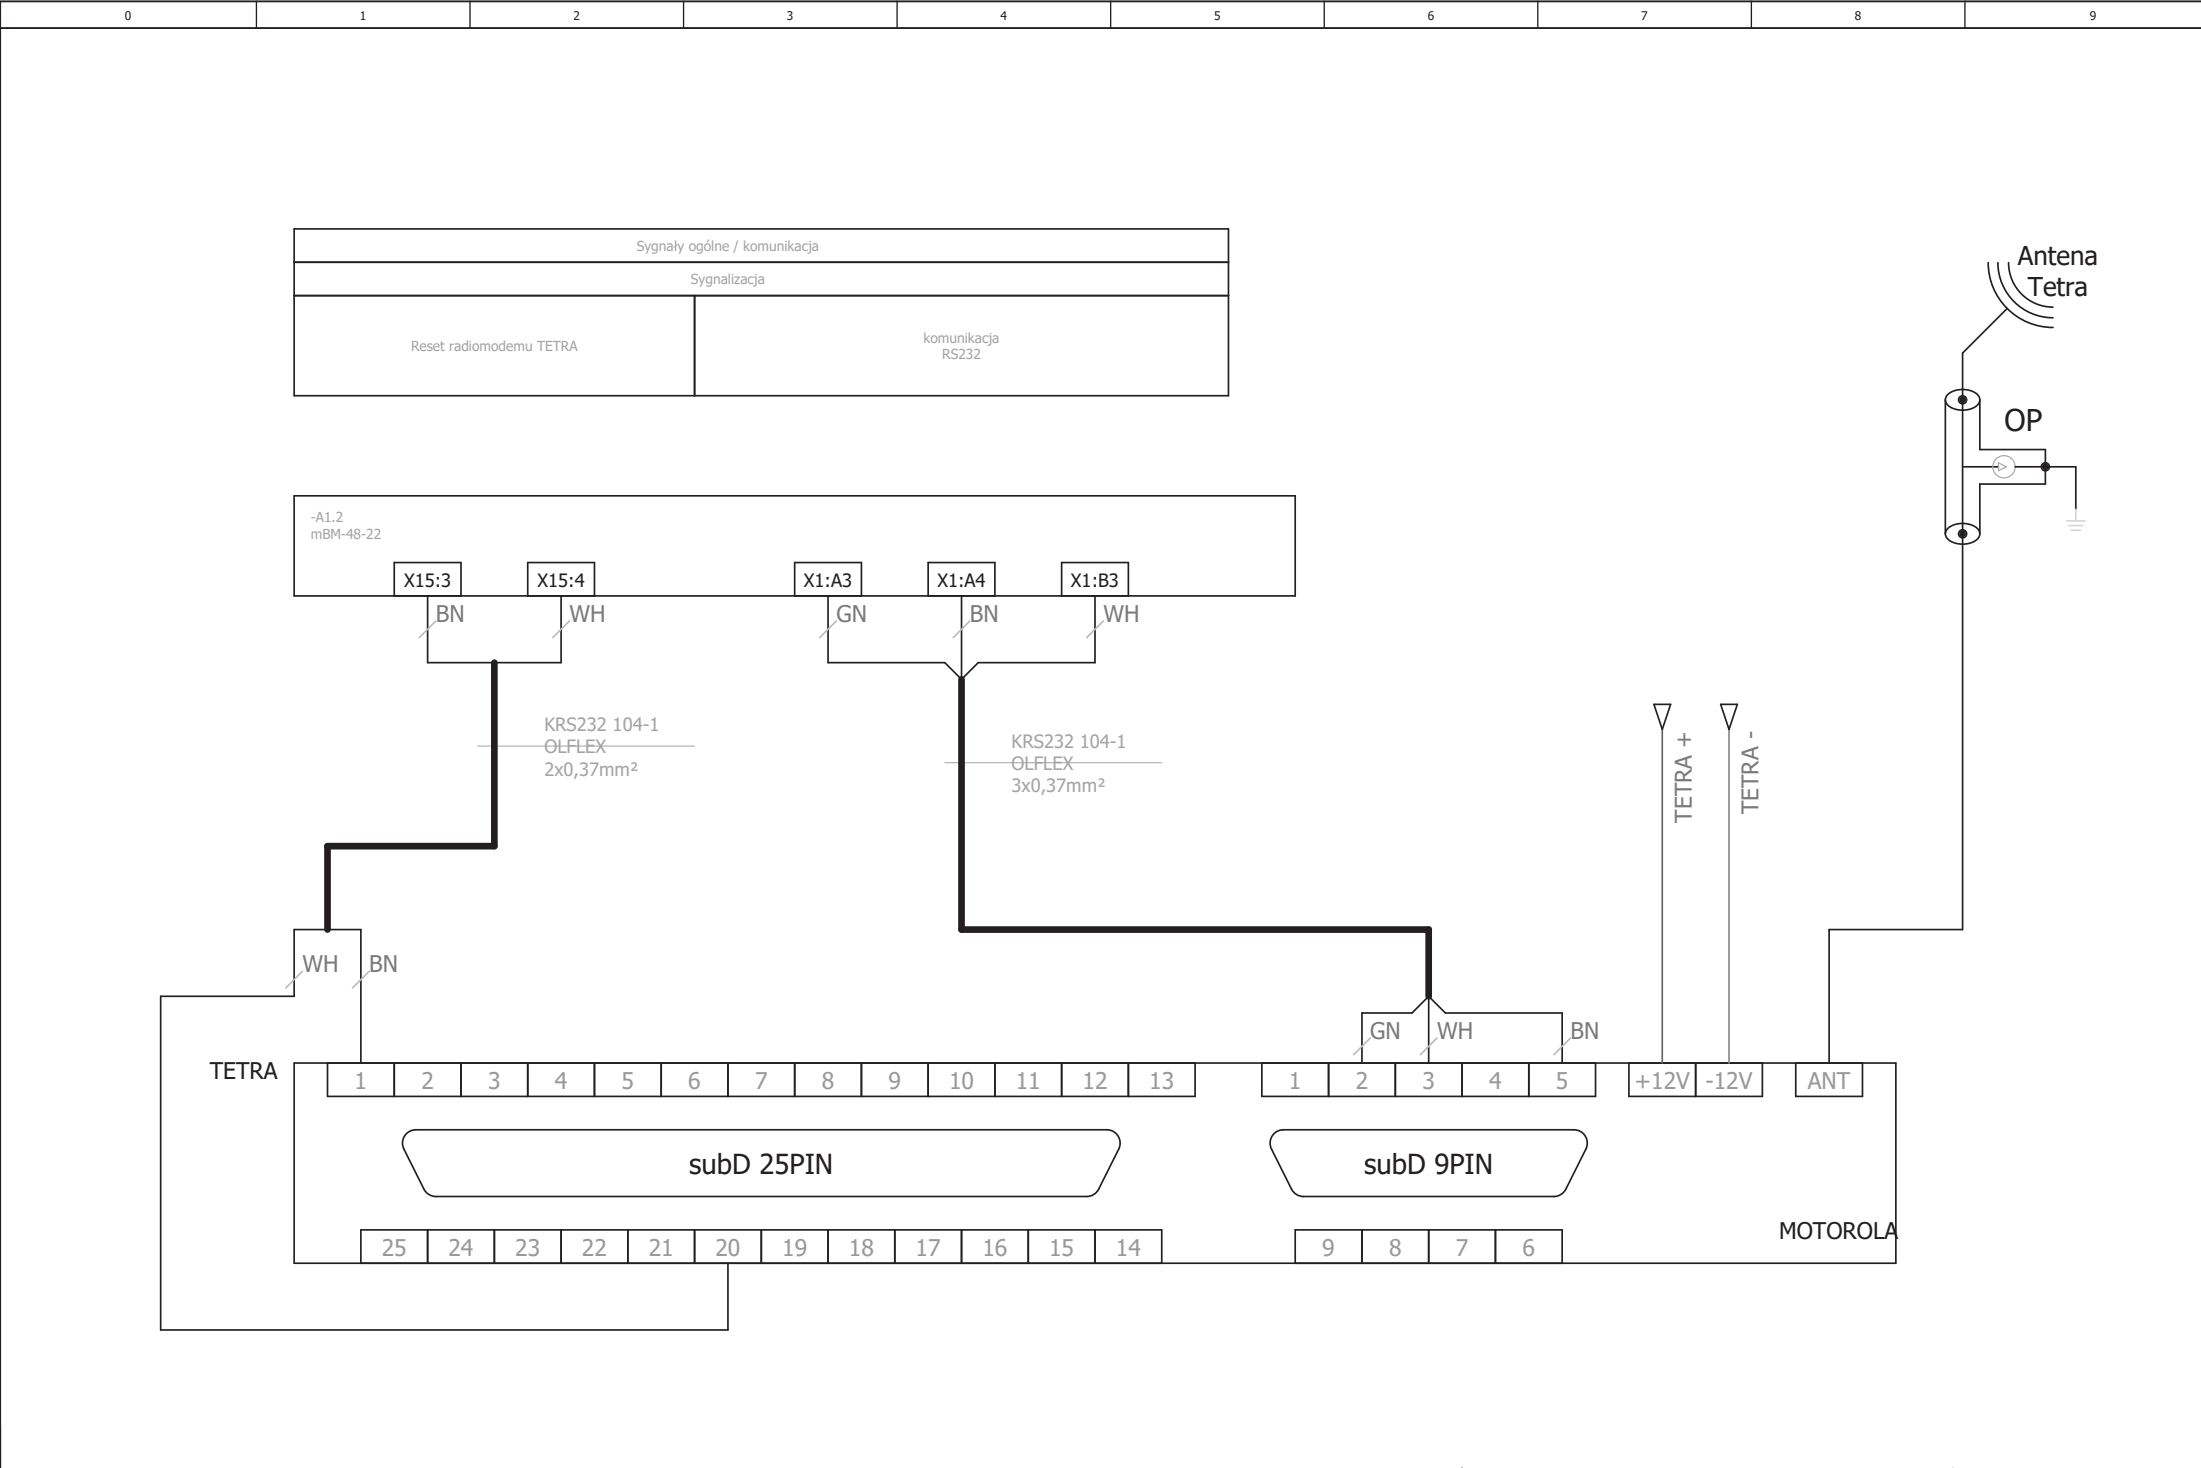 0 1 2 3 4 5 6 7 8 9
Sygnały ogólne / komunikacja
Sygnalizacja
Reset radiomodemu TETRA
komunikacja
RS232
Antena
Tetra
OP
-A1.2
mBM-48-22
X15:3 X15:4 X1:A3 X1:A4 X1:B3
BN WH GN BN WH
KRS232 104-1
OLFLEX
2x0,37mm²
KRS232 104-1
OLFLEX
3x0,37mm²
TETRA +
TETRA -
WH BN
GN WH BN
TETRA
1 2 3 4 5 6 7 8 9 10 11 12 13
1 2 3 4 5
+12V -12V
ANT
subD 25PIN
subD 9PIN
MOTOROLA
25 24 23 22 21 20 19 18 17 16 15 14
9 8 7 6